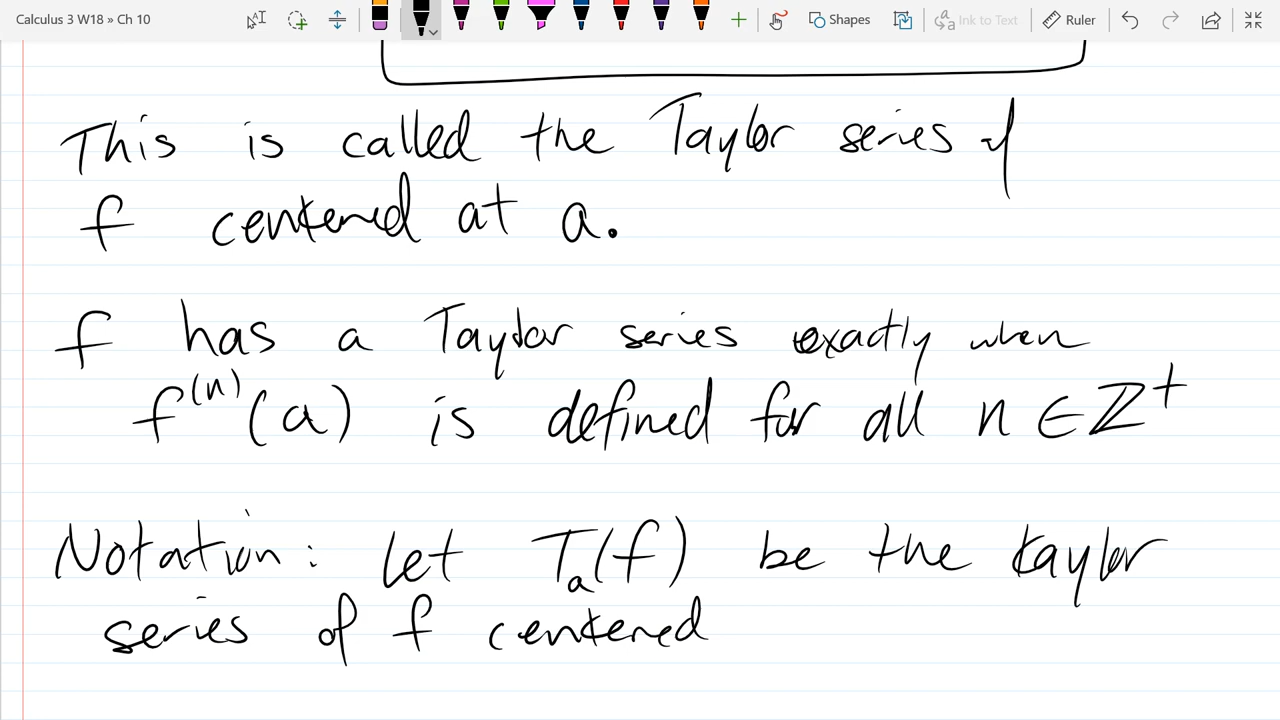 Calculus 3 W18 » Ch 10
Shapes
Ink to Text
Ruler
This is called the Taylor series of
f centered at a.
f has a Taylor series exactly when
f⁽ⁿ⁾(a) is defined for all n ∈ ℤ⁺
Notation: Let Tₐ(f) be the taylor
series of f centered